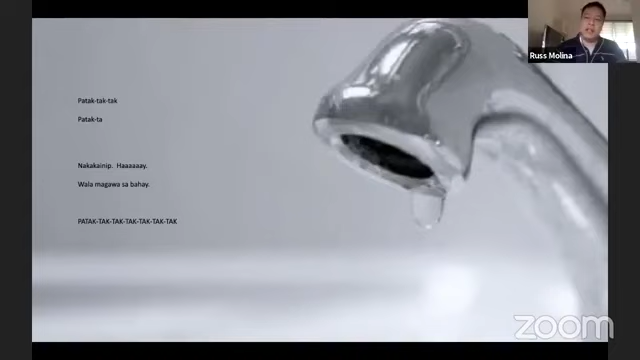 Russ Molina
Patak-tak-tak
Patak-ta
Nakakainip. Haaaaaay.
Wala magawa sa bahay.
PATAK-TAK-TAK-TAK-TAK-TAK-TAK
zoom